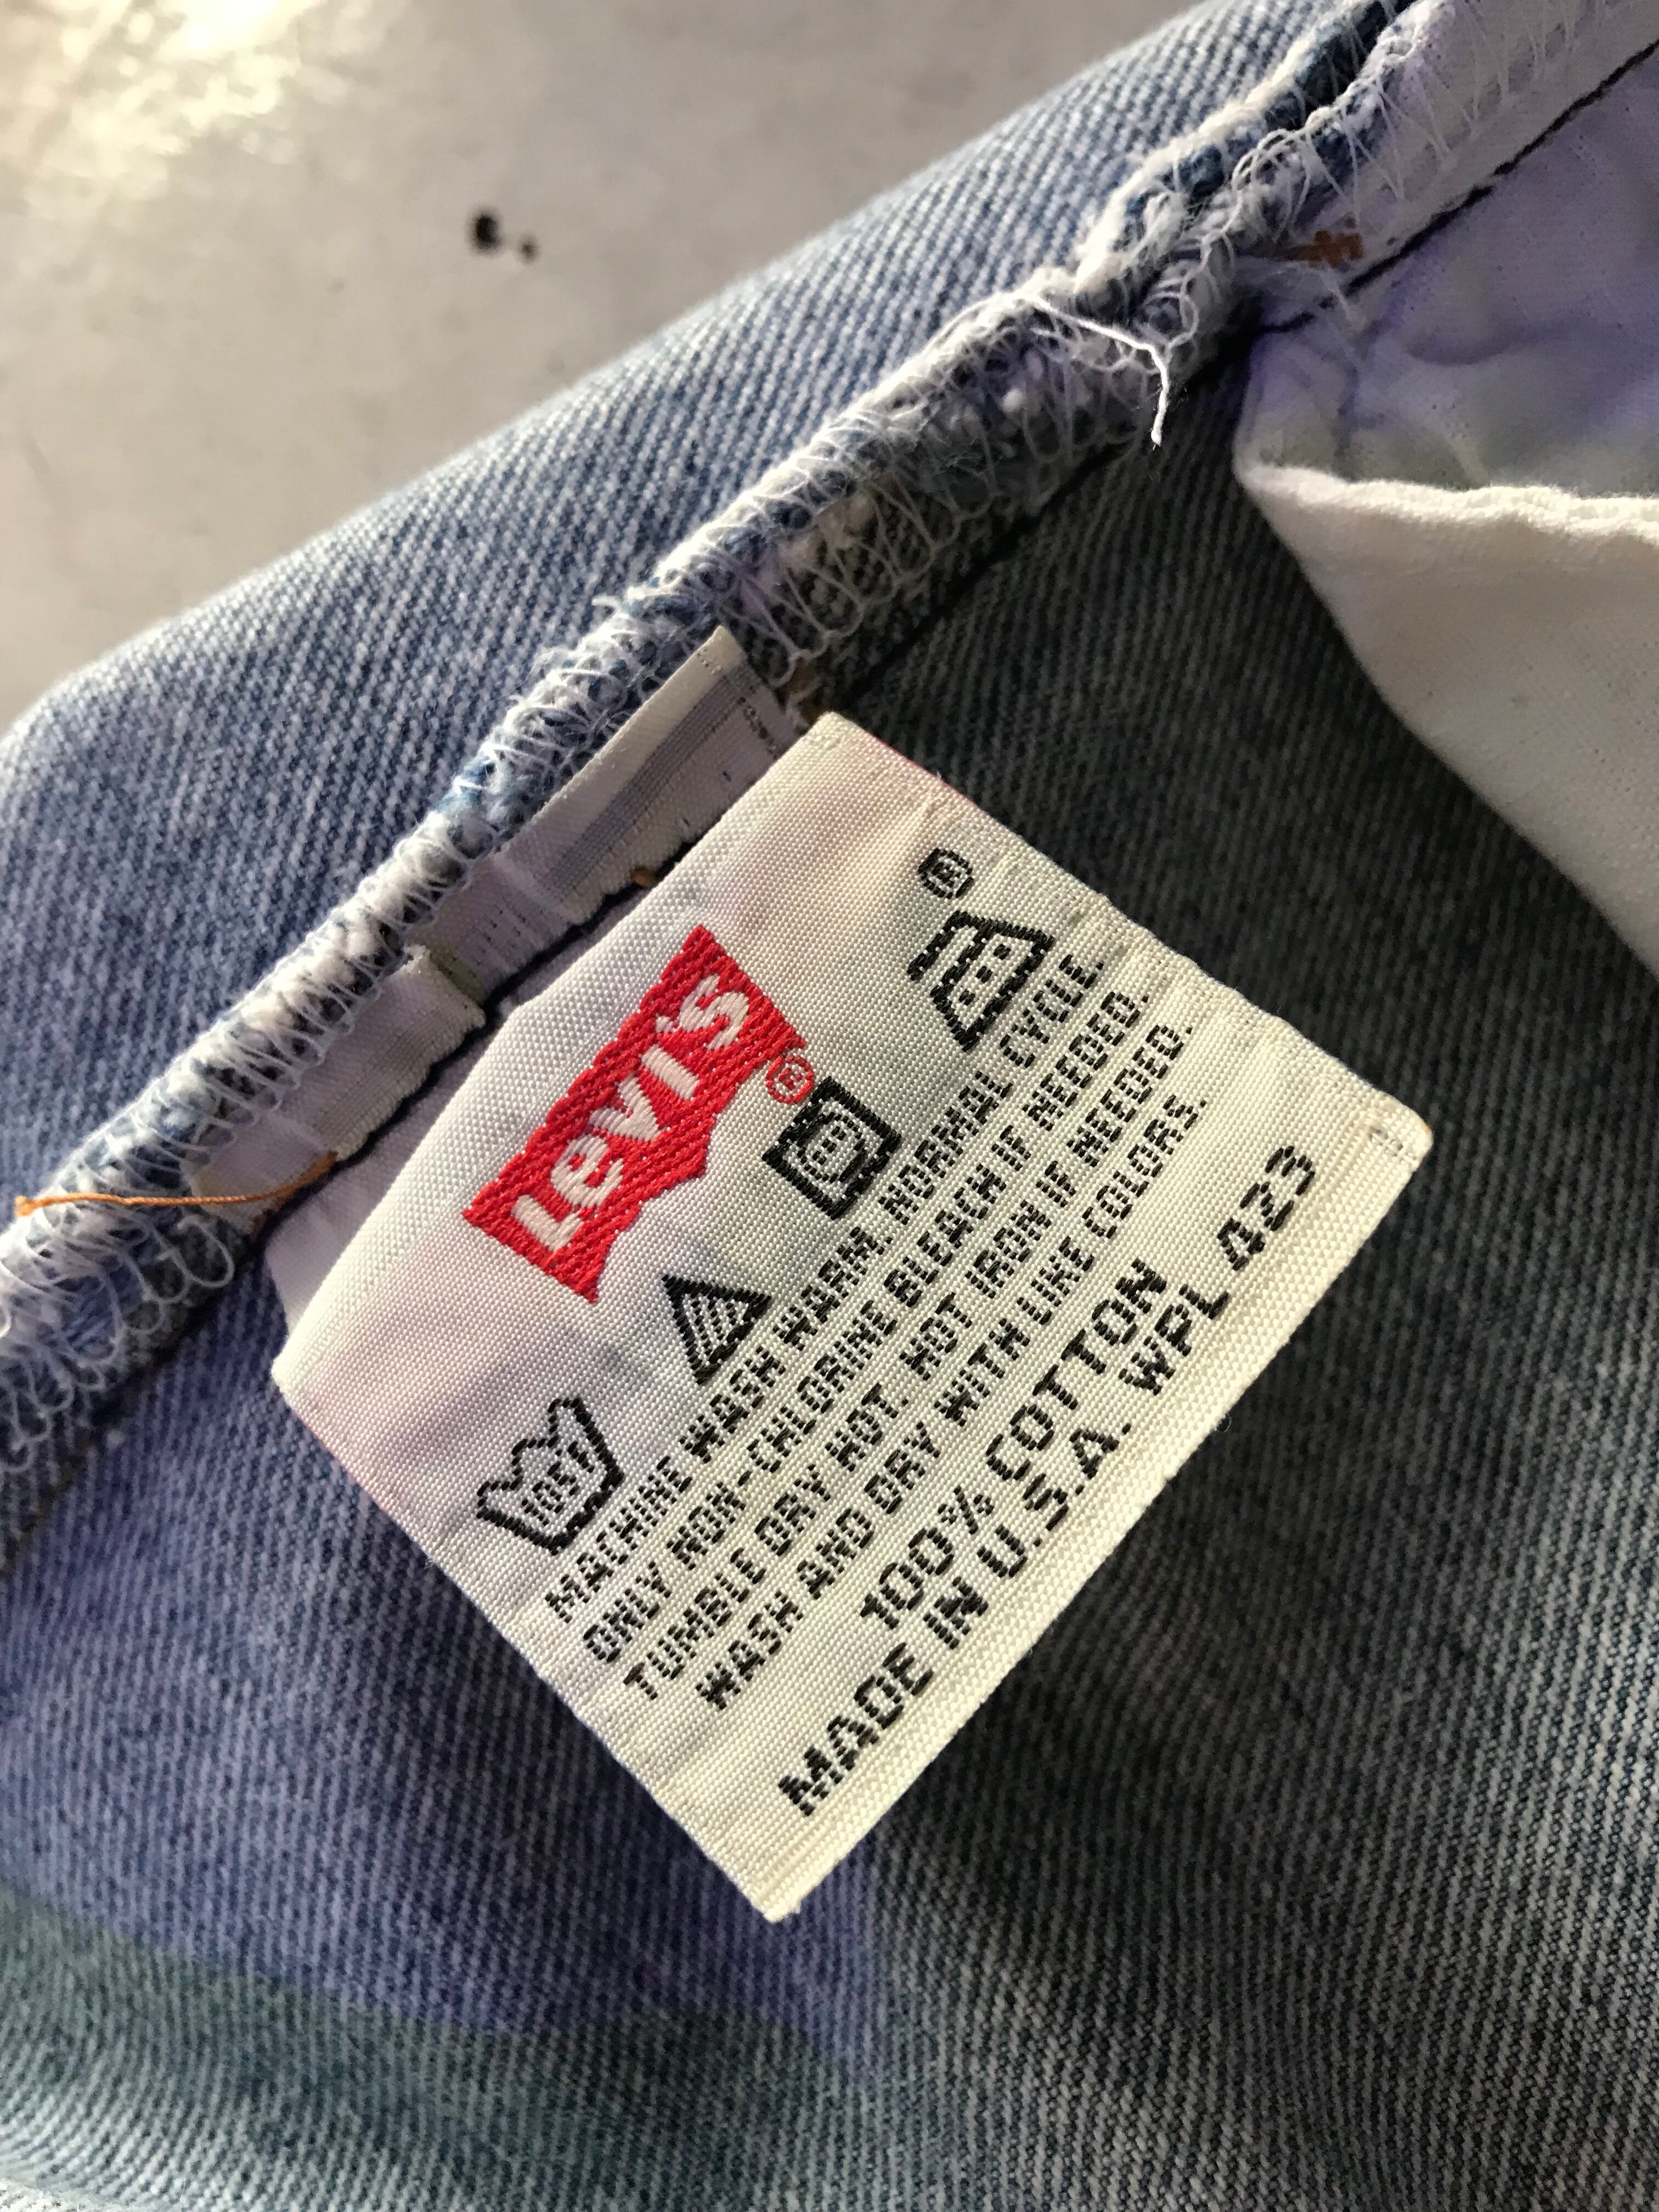 Levi's®
105F
®
MACHINE WASH WARM. NORMAL CYCLE.
ONLY NON-CHLORINE BLEACH IF NEEDED.
TUMBLE DRY HOT. HOT IRON IF NEEDED.
WASH AND DRY WITH LIKE COLORS.
100% COTTON
MADE IN U.S.A. WPL 423